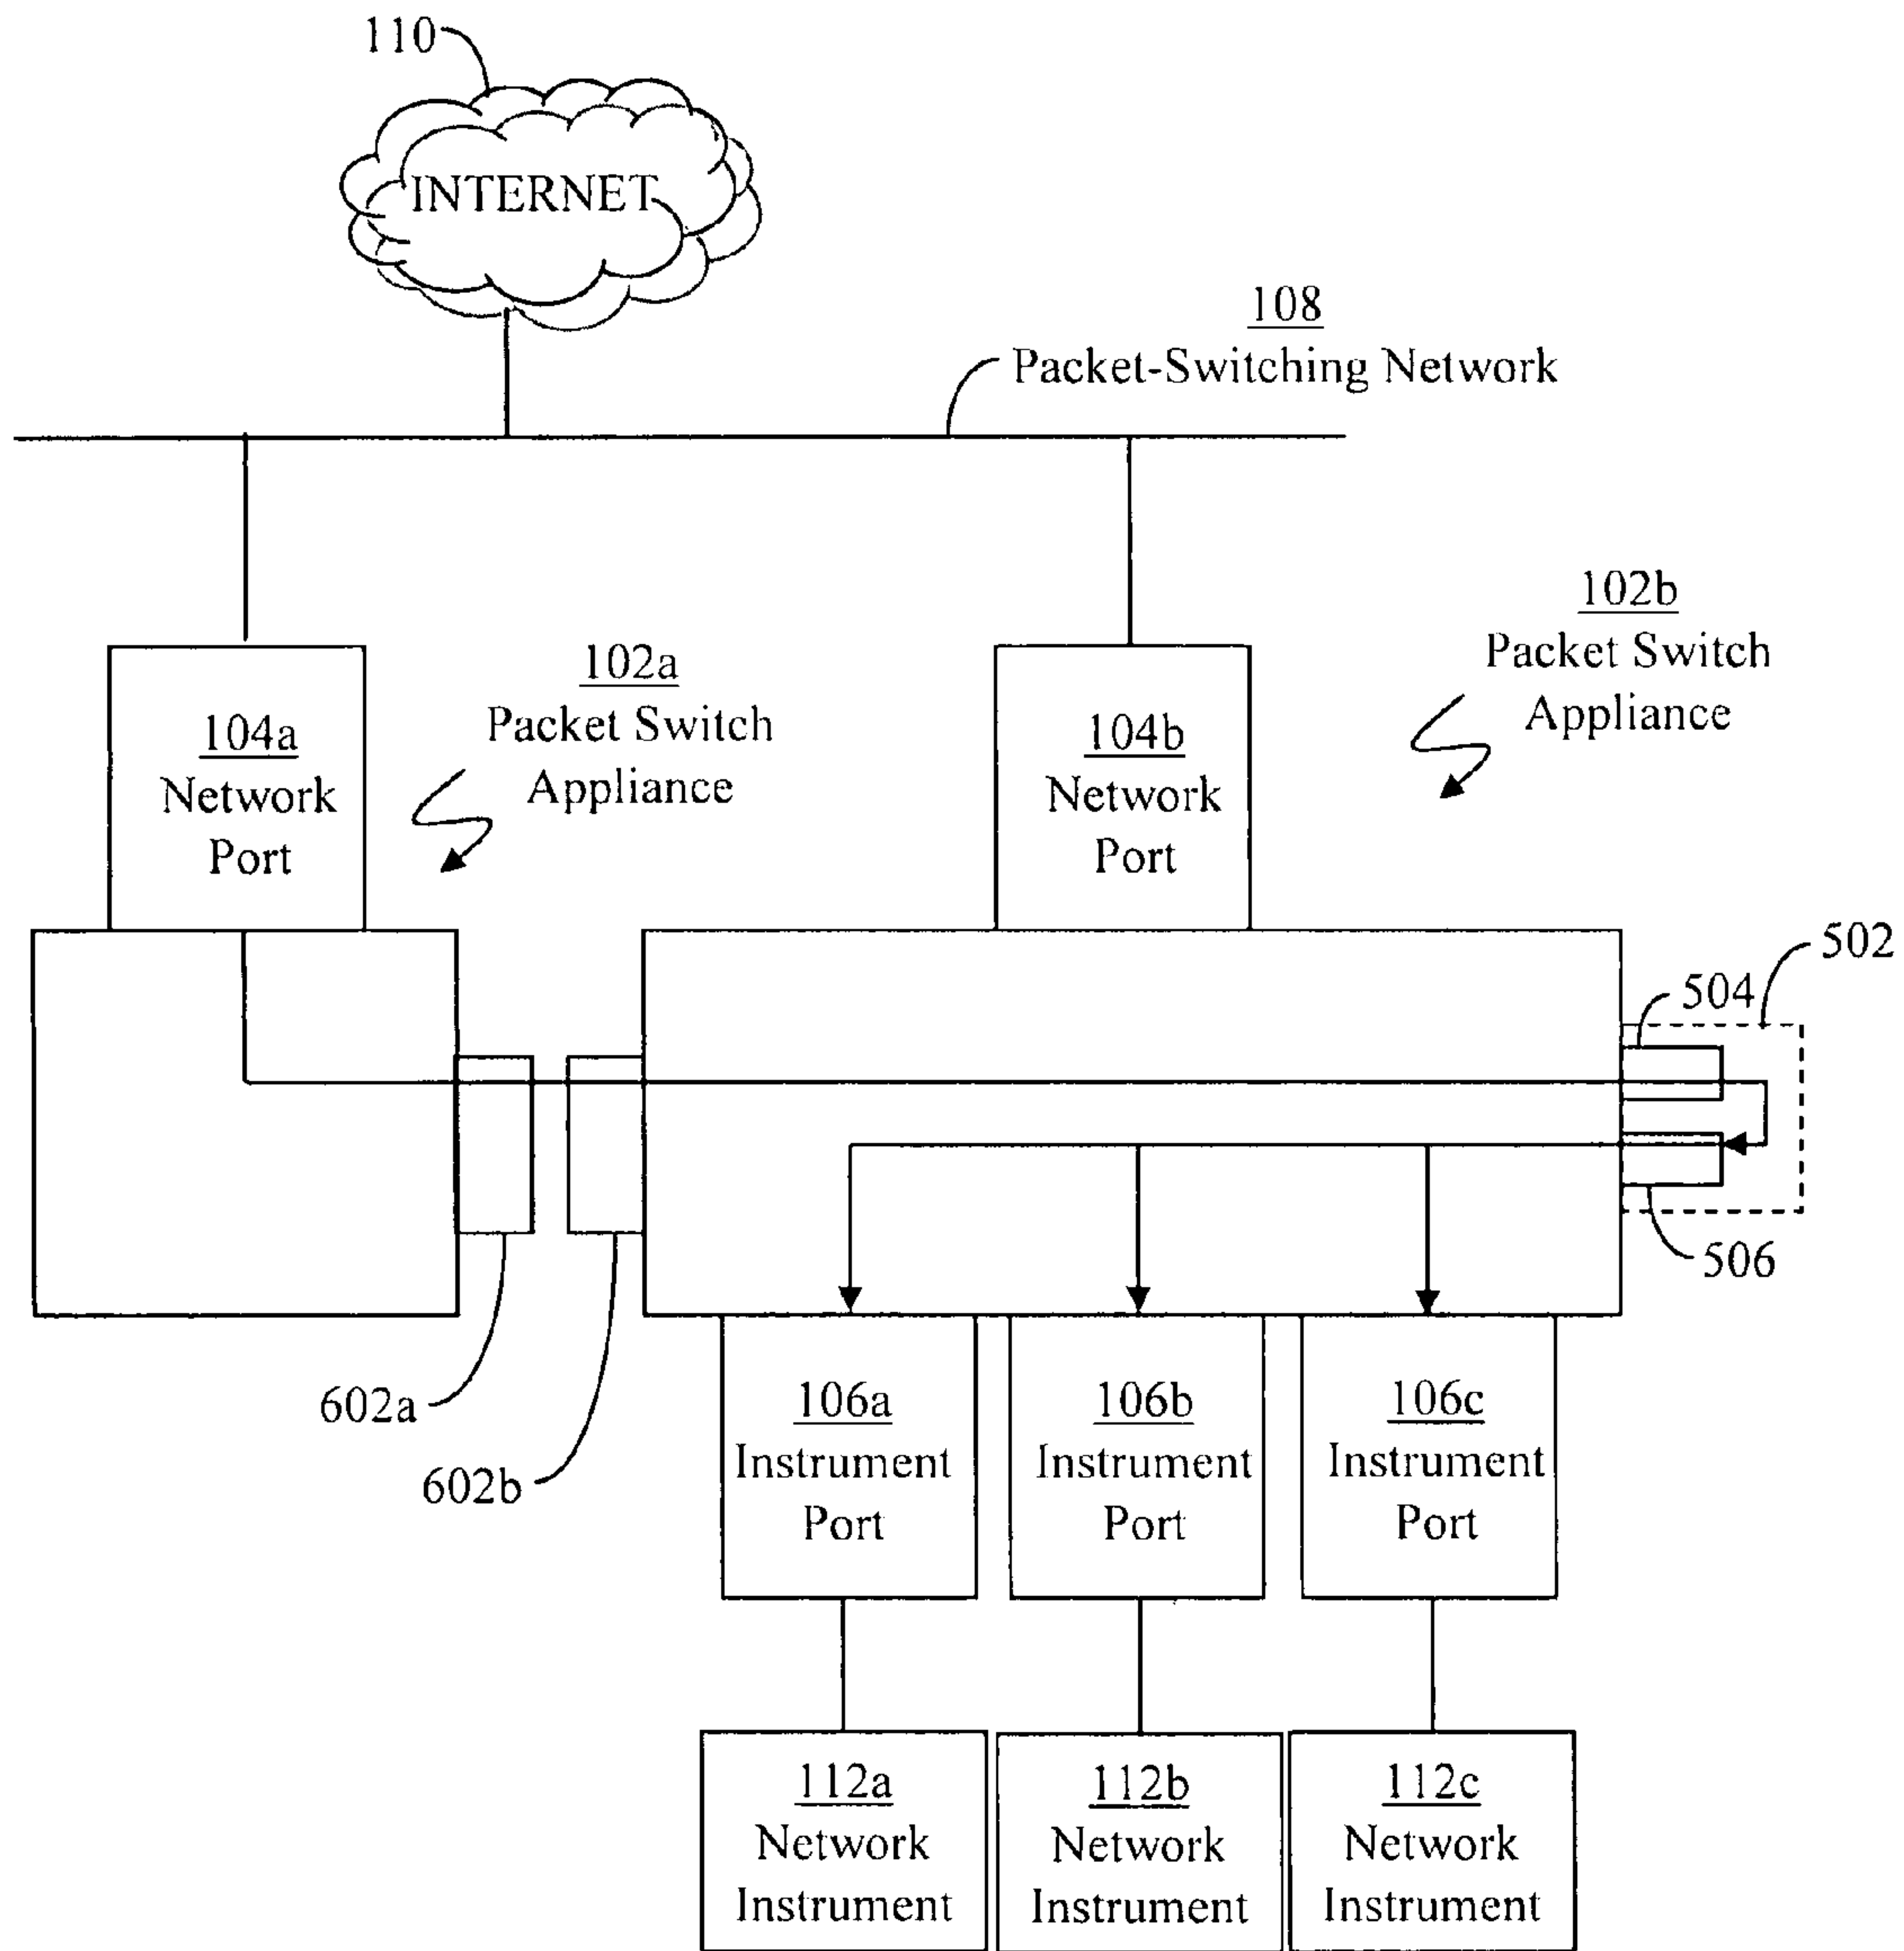 110
INTERNET
108
Packet-Switching Network
102b
Packet Switch
Appliance
102a
Packet Switch
Appliance
104a
Network
Port
104b
Network
Port
502
504
506
602a
602b
106a
Instrument
Port
106b
Instrument
Port
106c
Instrument
Port
112a
Network
Instrument
112b
Network
Instrument
112c
Network
Instrument